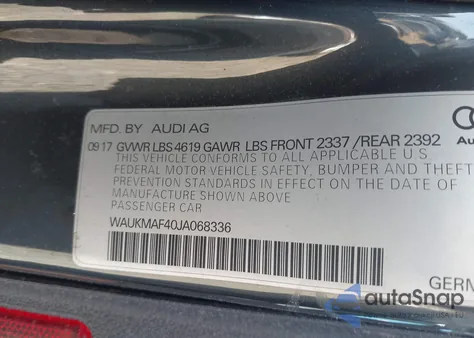 MFD. BY AUDI AG
09 17 GVWR LBS 4619 GAWR LBS FRONT 2337 /REAR 2392
THIS VEHICLE CONFORMS TO ALL APPLICABLE U.S.
FEDERAL MOTOR VEHICLE SAFETY, BUMPER AND THEFT
STANDARDS IN EFFECT ON THE DATE OF
MANUFACTURE SHOWN ABOVE
PASSENGER CAR
WAUKMAF40JA068336
Au
GERM
autoSnap